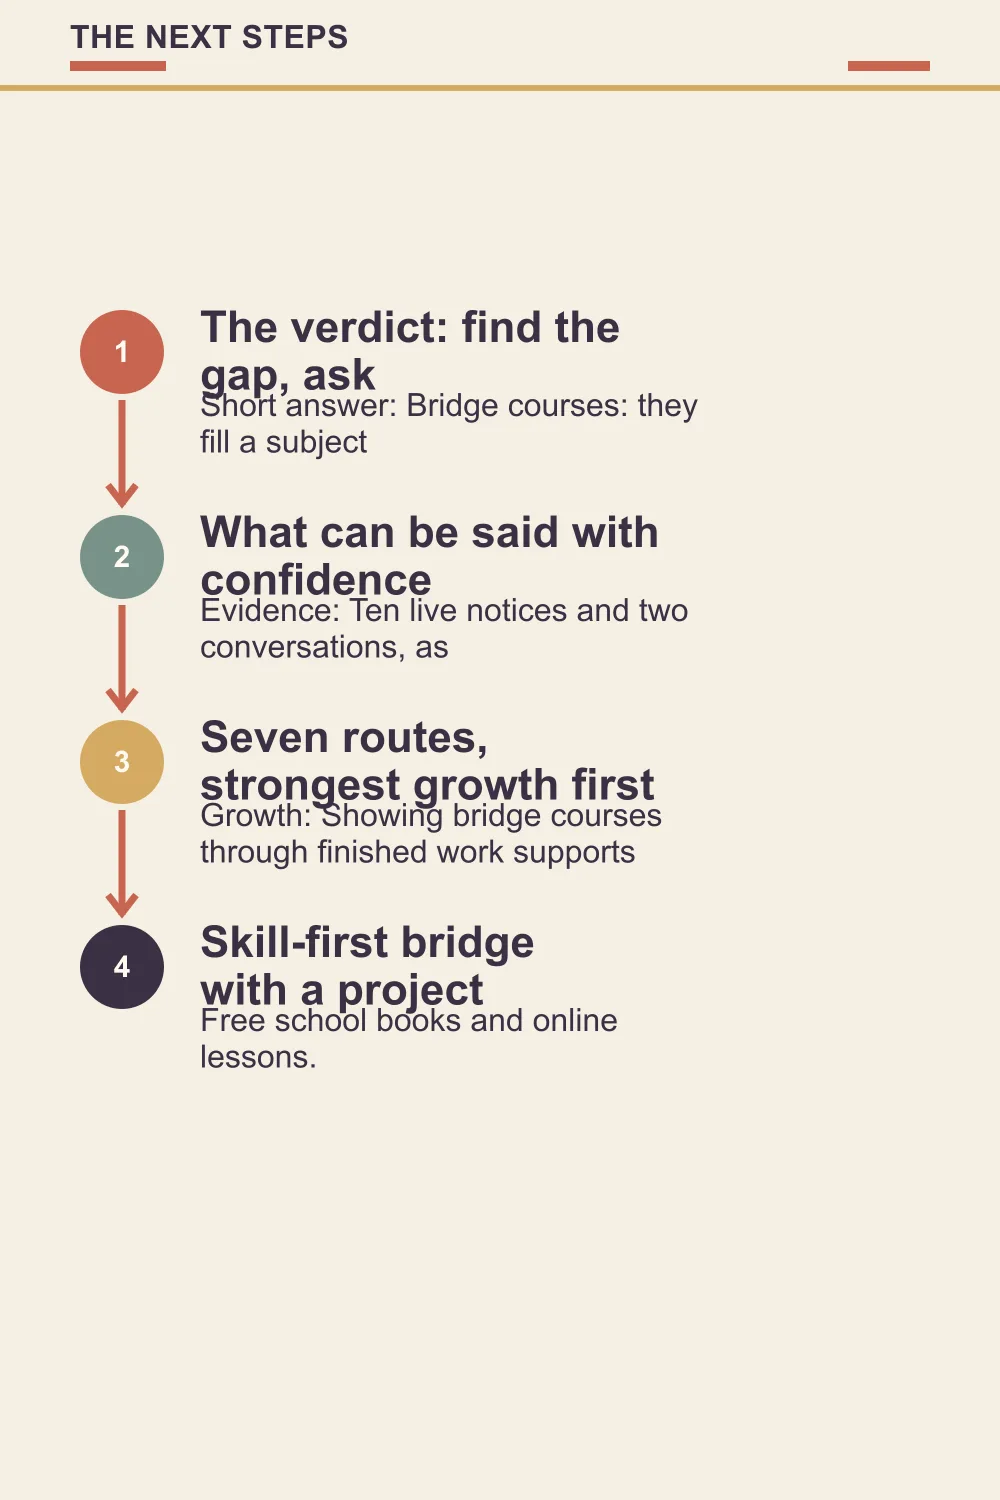 THE NEXT STEPS
1
The verdict: find the
gap, ask
Short answer: Bridge courses: they
fill a subject
2
What can be said with
confidence
Evidence: Ten live notices and two
conversations, as
3
Seven routes,
strongest growth first
Growth: Showing bridge courses
through finished work supports
4
Skill-first bridge
with a project
Free school books and online
lessons.